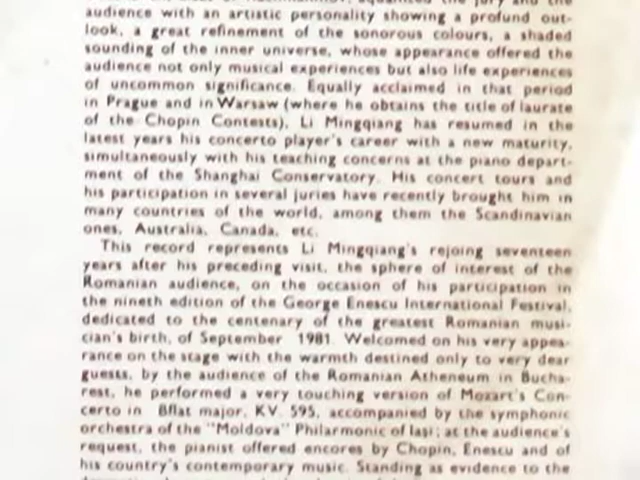 audience with an artistic personality showing a profound out-
look, a great refinement of the sonorous colours, a shaded
sounding of the inner universe, whose appearance offered the
audience not only musical experiences but also life experiences
of uncommon significance. Equally acclaimed in that period
in Prague and in Warsaw (where he obtains the title of laurate
of the Chopin Contests), Li Mingqiang has resumed in the
latest years his concerto player's career with a new maturity,
simultaneously with his teaching concerns at the piano depart-
ment of the Shanghai Conservatory. His concert tours and
his participation in several juries have recently brought him in
many countries of the world, among them the Scandinavian
ones, Australia, Canada, etc.
This record represents Li Mingqiang's rejoing seventeen
years after his preceding visit, the sphere of interest of the
Romanian audience, on the occasion of his participation in
the nineth edition of the George Enescu International Festival,
dedicated to the centenary of the greatest Romanian musi-
cian's birth, of September 1981. Welcomed on his very appea-
rance on the stage with the warmth destined only to very dear
guests, by the audience of the Romanian Atheneum in Bucha-
rest, he performed a very touching version of Mozart's Con-
certo in Bflat major, KV. 595, accompanied by the symphonic
orchestra of the "Moldova" Philarmonic of Iași; at the audience's
request, the pianist offered encores by Chopin, Enescu and of
his country's contemporary music. Standing as evidence to the